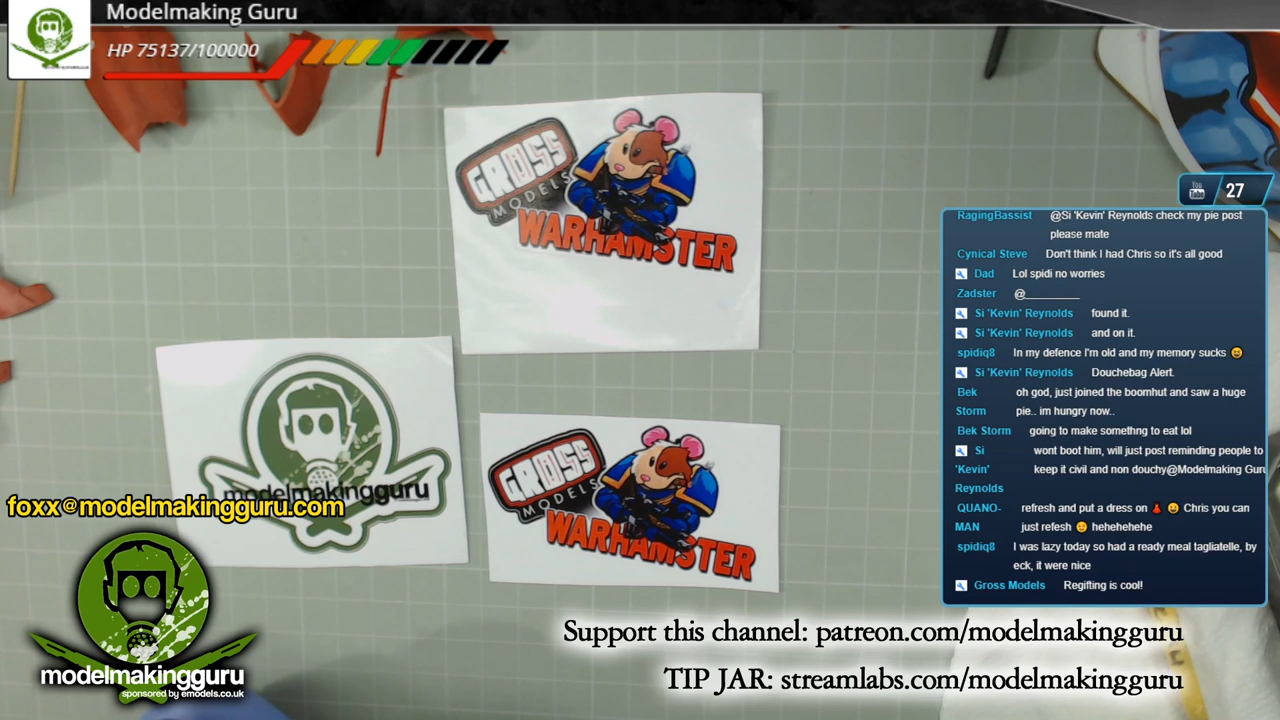 Modelmaking Guru
HP 75137/100000
GROSS
MODELS
WARHAMSTER
modelmakingguru
GROSS
MODELS
WARHAMSTER
foxx@modelmakingguru.com
modelmakingguru
sponsored by emodels.co.uk
You
Tube
27
RagingBassist @Si 'Kevin' Reynolds check my pie post
please mate
Cynical Steve Don't think I had Chris so it's all good
Dad Lol spidi no worries
Zadster @_________
Si 'Kevin' Reynolds found it.
Si 'Kevin' Reynolds and on it.
spidiq8 In my defence I'm old and my memory sucks
Si 'Kevin' Reynolds Douchebag Alert.
Bek oh god, just joined the boomhut and saw a huge
Storm pie.. im hungry now..
Bek Storm going to make somethng to eat lol
Si wont boot him, will just post reminding people to
'Kevin' keep it civil and non douchy@Modelmaking Guru
Reynolds
QUANO- refresh and put a dress on Chris you can
MAN just refesh hehehehehe
spidiq8 I was lazy today so had a ready meal tagliatelle, by
eck, it were nice
Gross Models Regifting is cool!
Support this channel: patreon.com/modelmakingguru
TIP JAR: streamlabs.com/modelmakingguru